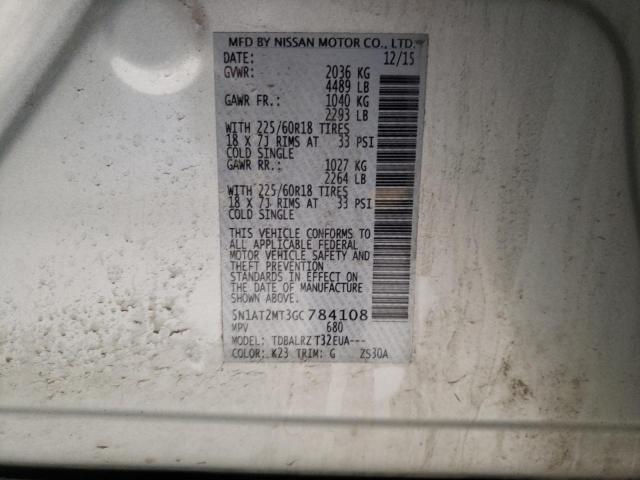 MFD BY NISSAN MOTOR CO., LTD.
DATE: 12/15
GVWR: 2036 KG
4489 LB
GAWR FR.: 1040 KG
2293 LB
WITH 225/60R18 TIRES
18 X 7J RIMS AT 33 PSI
COLD SINGLE
GAWR RR.: 1027 KG
2264 LB
WITH 225/60R18 TIRES
18 X 7J RIMS AT 33 PSI
COLD SINGLE
THIS VEHICLE CONFORMS TO
ALL APPLICABLE FEDERAL
MOTOR VEHICLE SAFETY AND
THEFT PREVENTION
STANDARDS IN EFFECT ON
THE DATE OF MANUFACTURE
SHOWN ABOVE.
5N1AT2MT3GC784108
MPV 680
MODEL: TDBALRZ T32EUA---
COLOR: K23 TRIM: G ZS30A